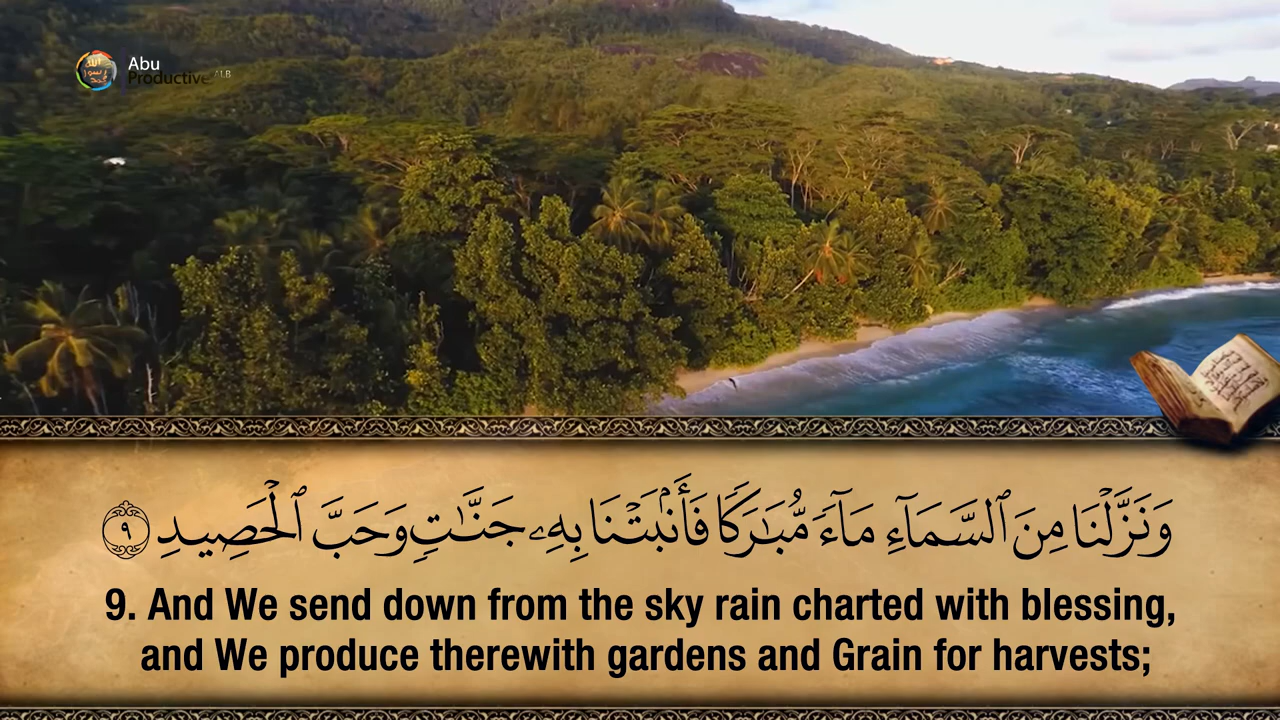 Abu
Productive ALB
وَنَزَّلْنَا مِنَ ٱلسَّمَآءِ مَآءً مُّبَٰرَكًا فَأَنۢبَتْنَا بِهِۦ جَنَّٰتٍ وَحَبَّ ٱلْحَصِيدِ ٩
9. And We send down from the sky rain charted with blessing,
and We produce therewith gardens and Grain for harvests;